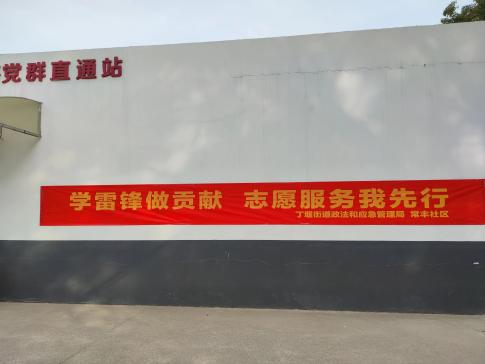 党群直通站
学雷锋做贡献 志愿服务我先行
丁堰街道政法和应急管理局 常丰社区